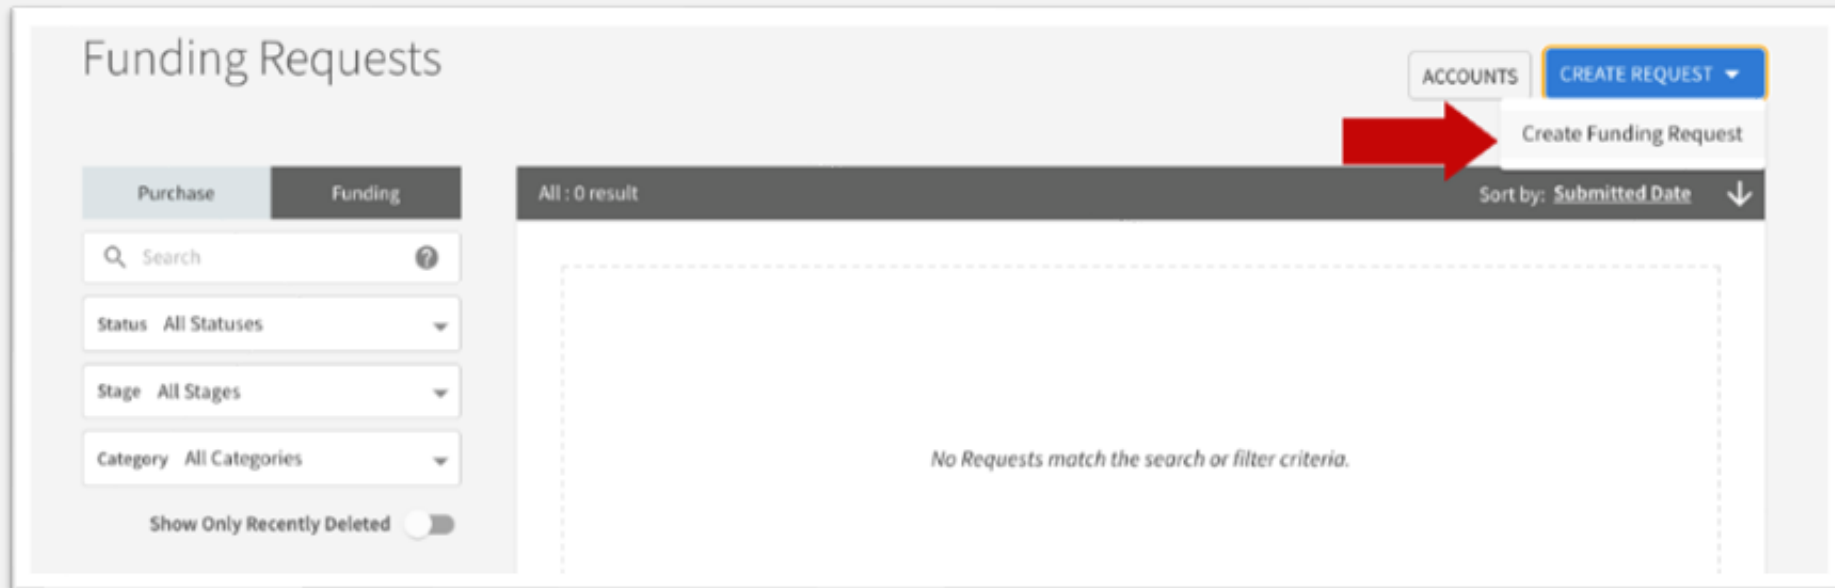 Funding Requests
ACCOUNTS
CREATE REQUEST
Create Funding Request
Purchase
Funding
All : 0 result
Sort by: Submitted Date
Search
Status All Statuses
Stage All Stages
Category All Categories
Show Only Recently Deleted
No Requests match the search or filter criteria.